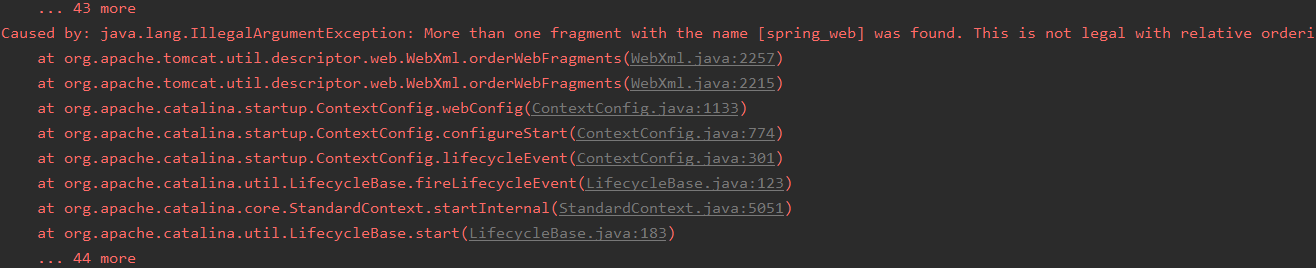 ... 43 more
Caused by: java.lang.IllegalArgumentException: More than one fragment with the name [spring_web] was found. This is not legal with relative orderi
at org.apache.tomcat.util.descriptor.web.WebXml.orderWebFragments(WebXml.java:2257)
at org.apache.tomcat.util.descriptor.web.WebXml.orderWebFragments(WebXml.java:2215)
at org.apache.catalina.startup.ContextConfig.webConfig(ContextConfig.java:1133)
at org.apache.catalina.startup.ContextConfig.configureStart(ContextConfig.java:774)
at org.apache.catalina.startup.ContextConfig.lifecycleEvent(ContextConfig.java:301)
at org.apache.catalina.util.LifecycleBase.fireLifecycleEvent(LifecycleBase.java:123)
at org.apache.catalina.core.StandardContext.startInternal(StandardContext.java:5051)
at org.apache.catalina.util.LifecycleBase.start(LifecycleBase.java:183)
... 44 more